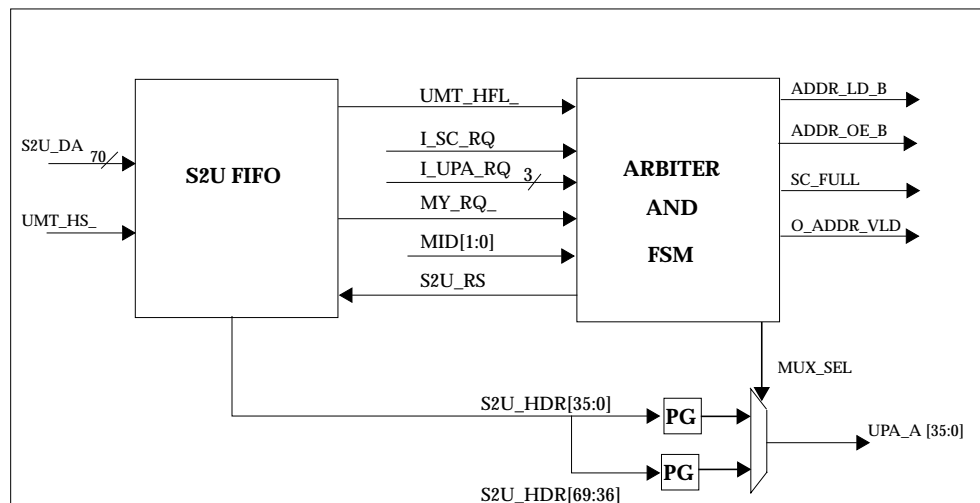 ADDR_LD_B
UMT_HFL_
ADDR_OE_B
S2U_DA 70
I_SC_RQ
S2U FIFO
I_UPA_RQ 3
ARBITER
AND
FSM
SC_FULL
UMT_HS_
MY_RQ_
O_ADDR_VLD
MID[1:0]
S2U_RS
MUX_SEL
S2U_HDR[35:0]
PG
UPA_A [35:0]
PG
S2U_HDR[69:36]